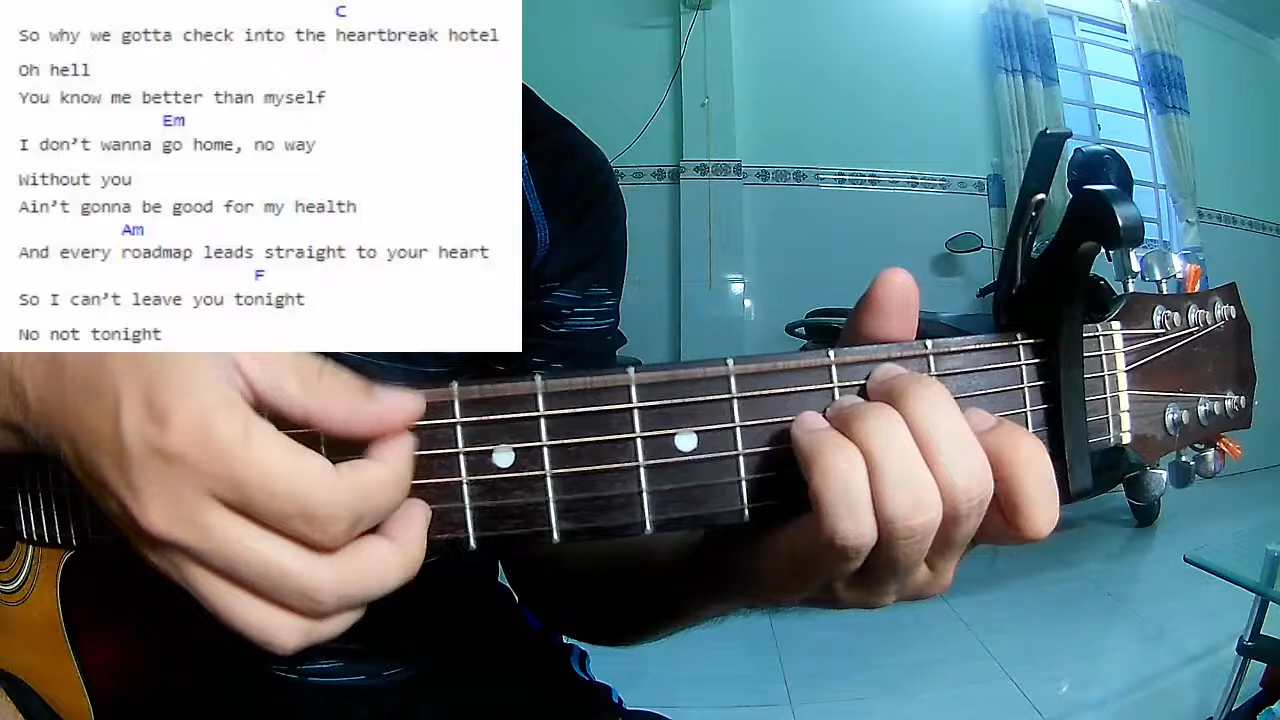 C
So why we gotta check into the heartbreak hotel
Oh hell
You know me better than myself
Em
I don't wanna go home, no way
Without you
Ain't gonna be good for my health
Am
And every roadmap leads straight to your heart
F
So I can't leave you tonight
No not tonight